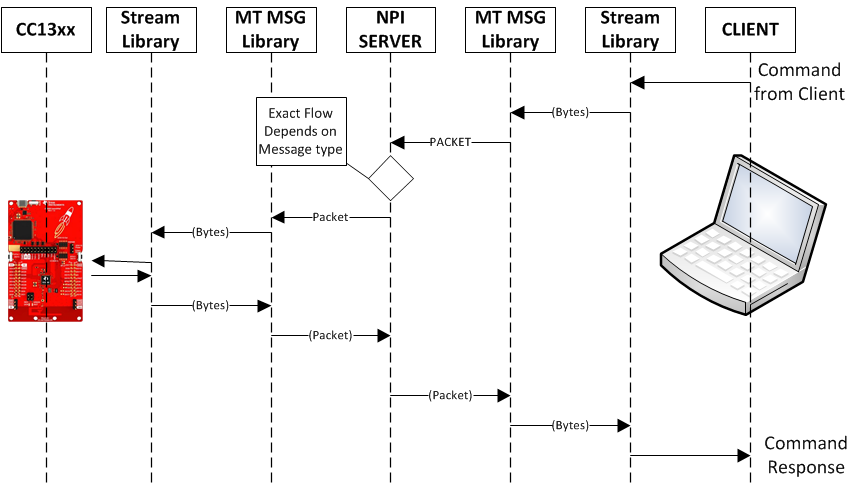 CC13xx
Stream
Library
MT MSG
Library
NPI
SERVER
MT MSG
Library
Stream
Library
CLIENT
Command
from Client
(Bytes)
PACKET
Exact Flow
Depends on
Message type
Packet
(Bytes)
(Bytes)
(Packet)
(Packet)
(Bytes)
Command
Response